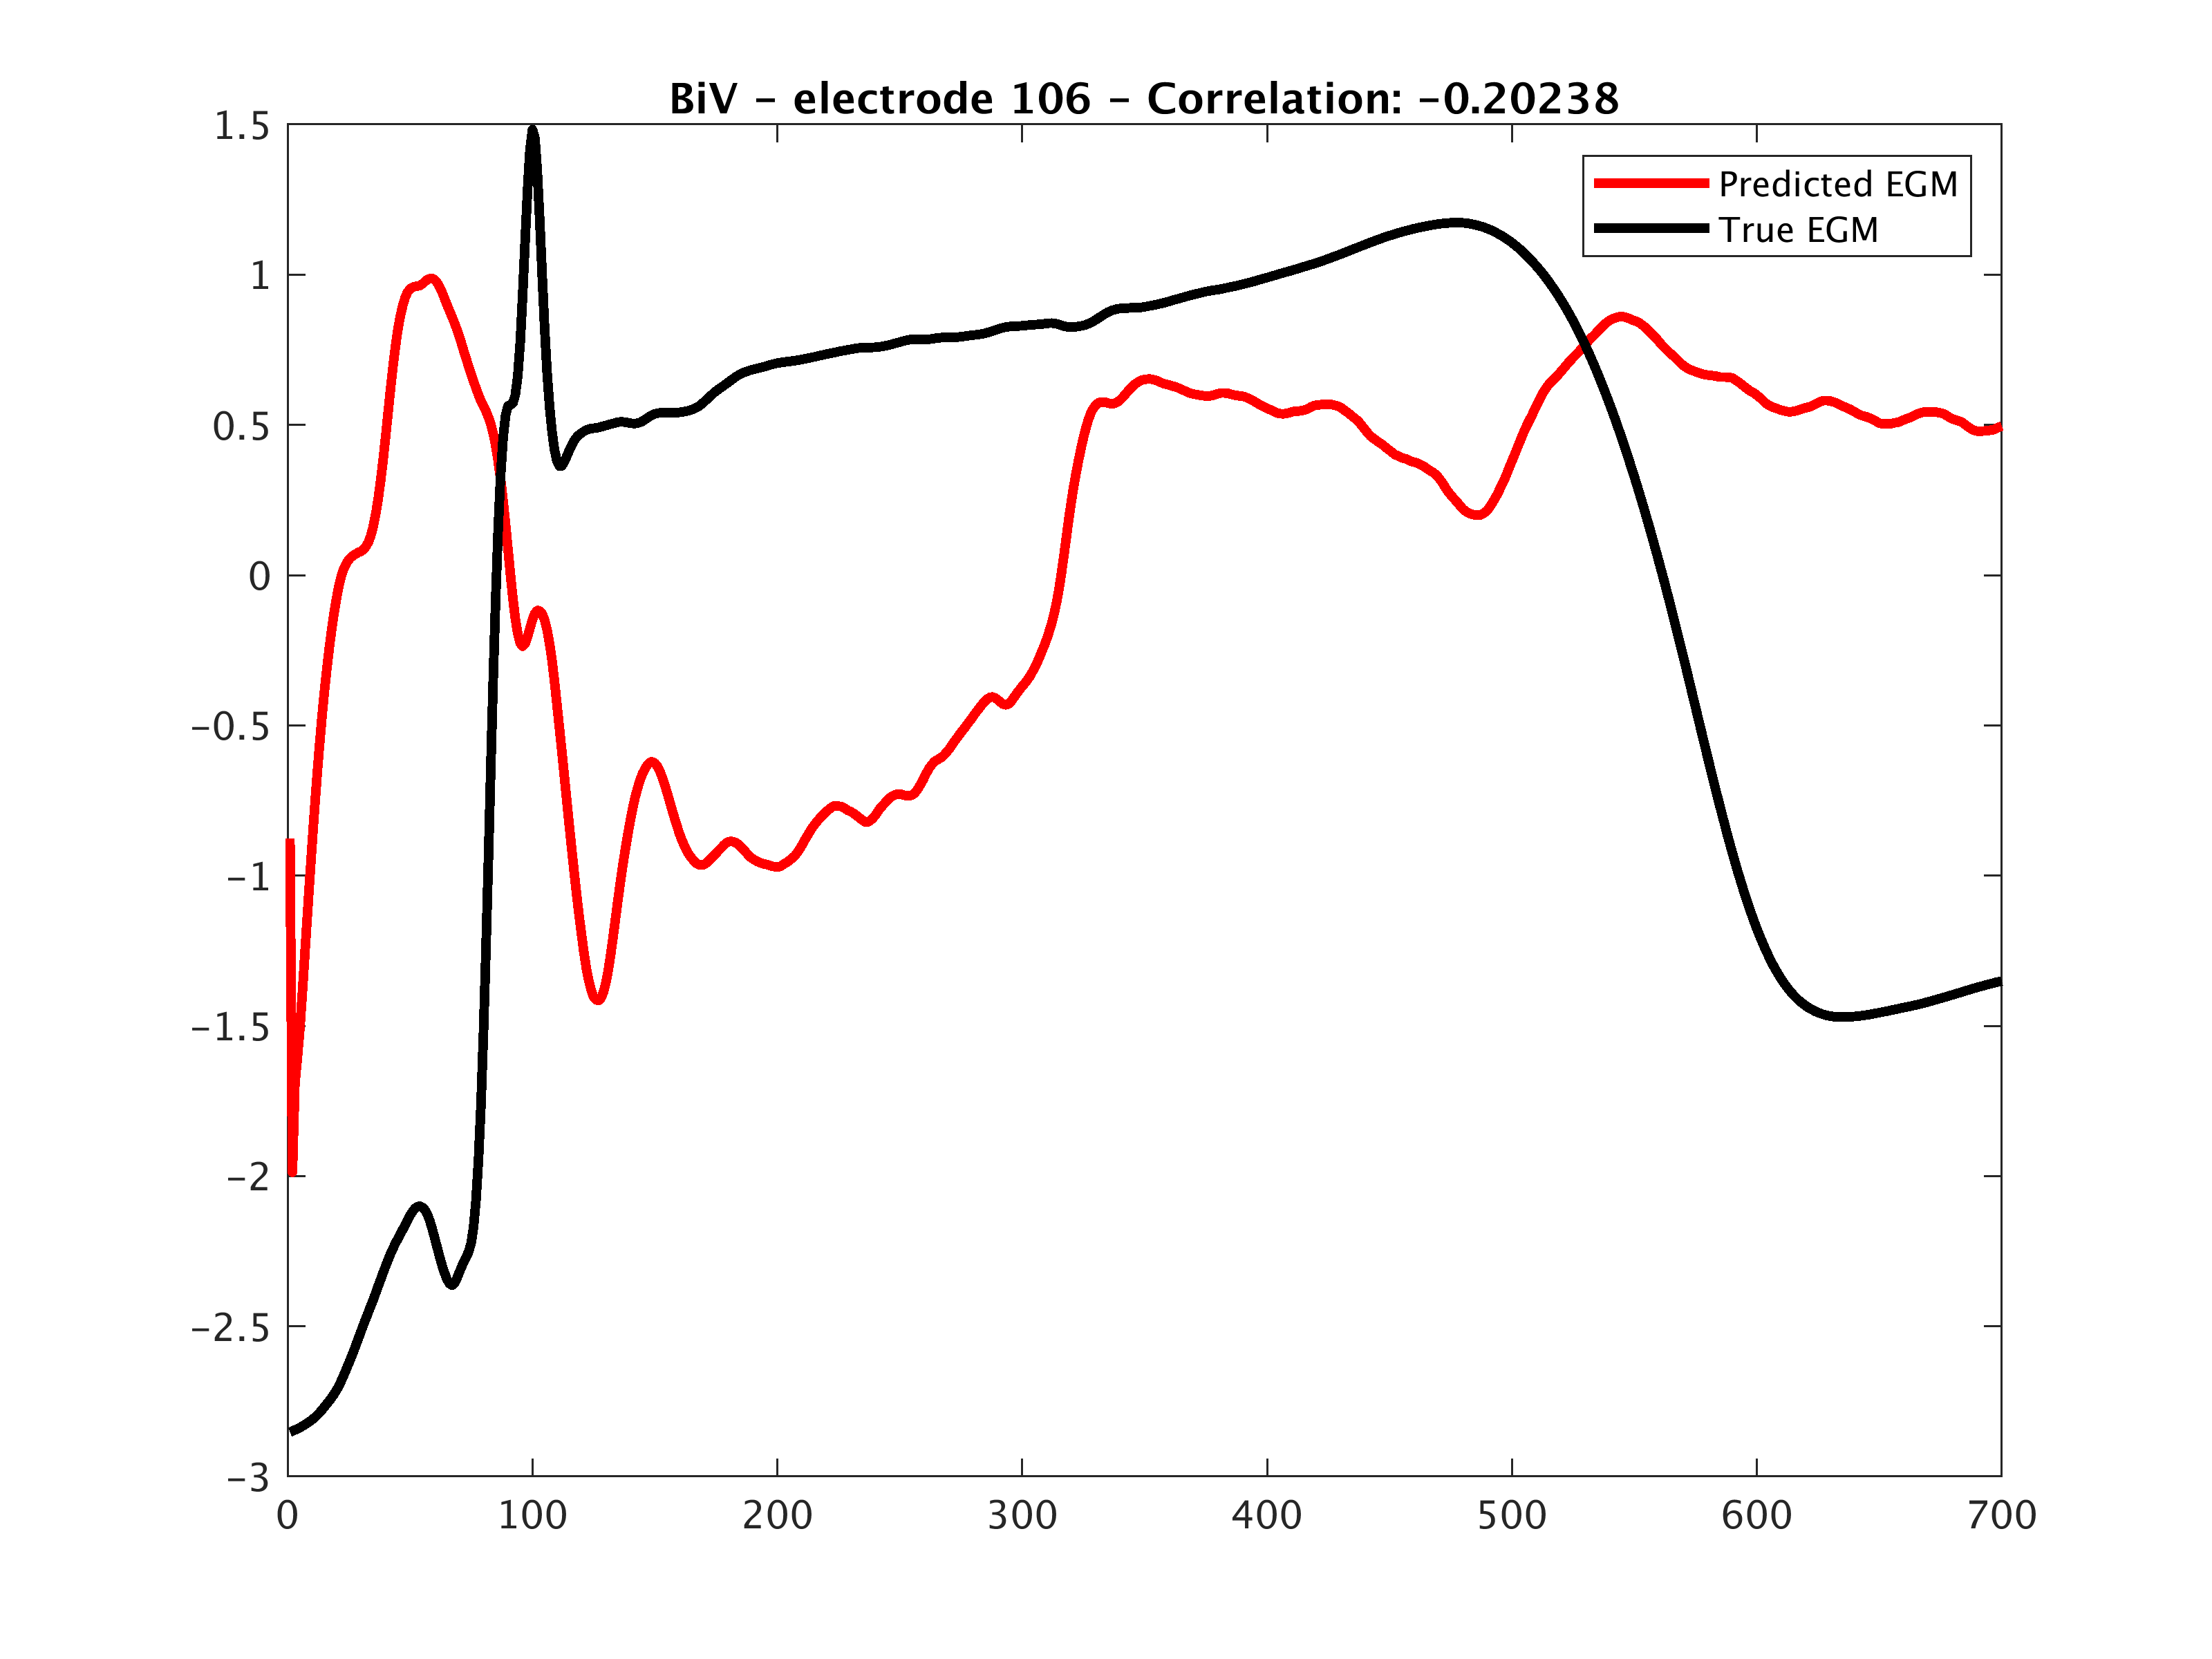 BiV – electrode 106 – Correlation: –0.20238
1.5
1
0.5
0
–0.5
–1
–1.5
–2
–2.5
–3
0 100 200 300 400 500 600 700
Predicted EGM
True EGM